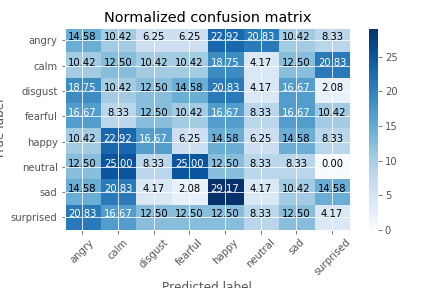 Normalized confusion matrix
angry 14.58 10.42 6.25 6.25 22.92 20.83 10.42 8.33
calm 10.42 12.50 10.42 10.42 18.75 4.17 12.50 20.83
disgust 18.75 10.42 12.50 14.58 20.83 4.17 16.67 2.08
fearful 16.67 8.33 12.50 10.42 16.67 8.33 16.67 10.42
happy 10.42 22.92 16.67 6.25 14.58 6.25 14.58 8.33
neutral 12.50 25.00 8.33 25.00 12.50 8.33 8.33 0.00
sad 14.58 20.83 4.17 2.08 29.17 4.17 10.42 14.58
surprised 20.83 16.67 12.50 12.50 12.50 8.33 12.50 4.17
angry calm disgust fearful happy neutral sad surprised
Predicted label
True label
25
20
15
10
5
0